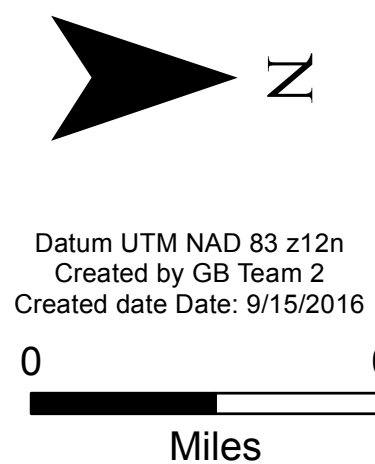 N
Datum UTM NAD 83 z12n
Created by GB Team 2
Created date Date: 9/15/2016
0
Miles